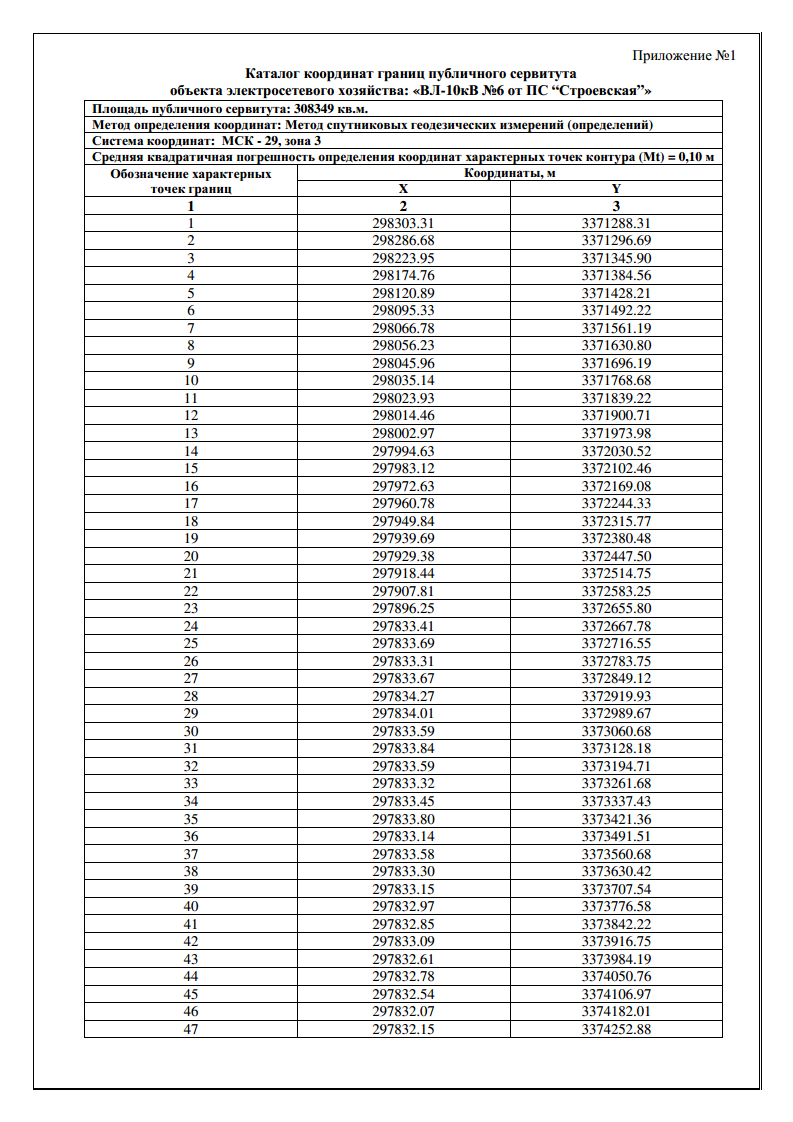 Приложение №1
Каталог координат границ публичного сервитута
объекта электросетевого хозяйства: «ВЛ-10кВ №6 от ПС “Строевская”»
Площадь публичного сервитута: 308349 кв.м.
Метод определения координат: Метод спутниковых геодезических измерений (определений)
Система координат: МСК - 29, зона 3
Средняя квадратичная погрешность определения координат характерных точек контура (Mt) = 0,10 м
Обозначение характерных точек границ Координаты, м
X Y
1 2 3
1 298303.31 3371288.31
2 298286.68 3371296.69
3 298223.95 3371345.90
4 298174.76 3371384.56
5 298120.89 3371428.21
6 298095.33 3371492.22
7 298066.78 3371561.19
8 298056.23 3371630.80
9 298045.96 3371696.19
10 298035.14 3371768.68
11 298023.93 3371839.22
12 298014.46 3371900.71
13 298002.97 3371973.98
14 297994.63 3372030.52
15 297983.12 3372102.46
16 297972.63 3372169.08
17 297960.78 3372244.33
18 297949.84 3372315.77
19 297939.69 3372380.48
20 297929.38 3372447.50
21 297918.44 3372514.75
22 297907.81 3372583.25
23 297896.25 3372655.80
24 297833.41 3372667.78
25 297833.69 3372716.55
26 297833.31 3372783.75
27 297833.67 3372849.12
28 297834.27 3372919.93
29 297834.01 3372989.67
30 297833.59 3373060.68
31 297833.84 3373128.18
32 297833.59 3373194.71
33 297833.32 3373261.68
34 297833.45 3373337.43
35 297833.80 3373421.36
36 297833.14 3373491.51
37 297833.58 3373560.68
38 297833.30 3373630.42
39 297833.15 3373707.54
40 297832.97 3373776.58
41 297832.85 3373842.22
42 297833.09 3373916.75
43 297832.61 3373984.19
44 297832.78 3374050.76
45 297832.54 3374106.97
46 297832.07 3374182.01
47 297832.15 3374252.88